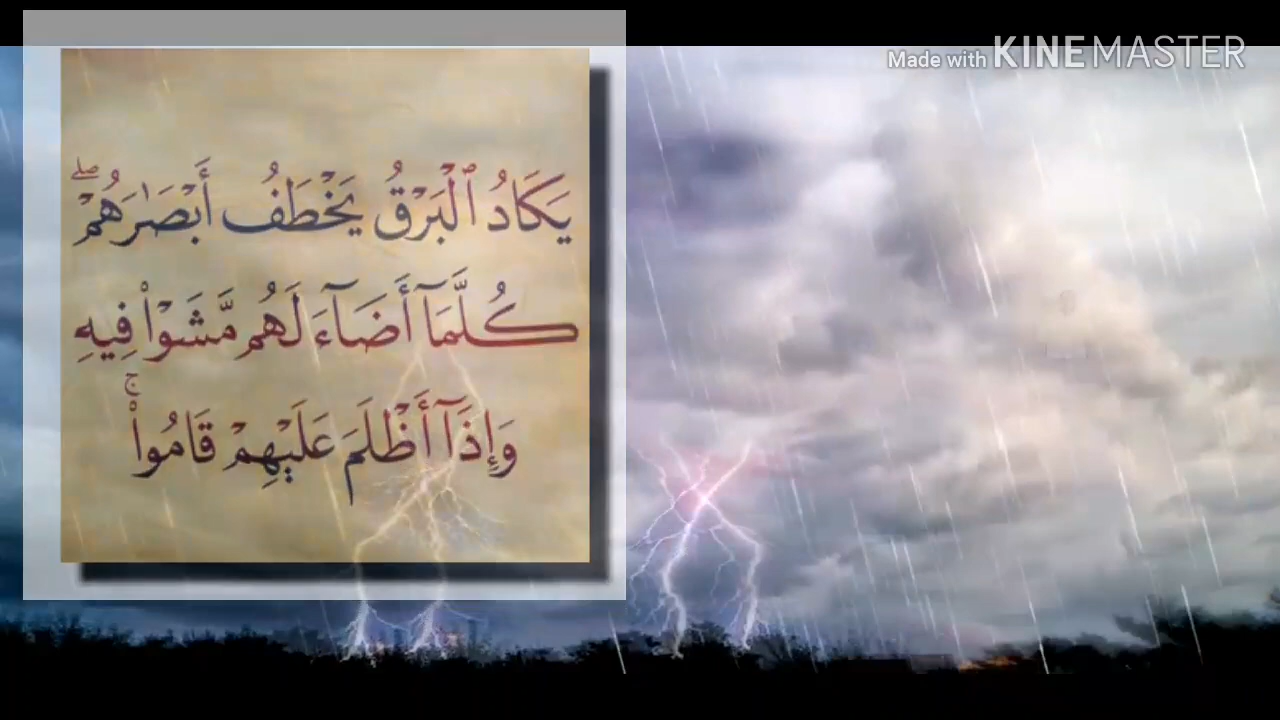 Made with KINEMASTER
يَكَادُ ٱلْبَرْقُ يَخْطَفُ أَبْصَٰرَهُمْ ۖ
كُلَّمَآ أَضَآءَ لَهُم مَّشَوْا۟ فِيهِ
وَإِذَآ أَظْلَمَ عَلَيْهِمْ قَامُوا۟ ۚ